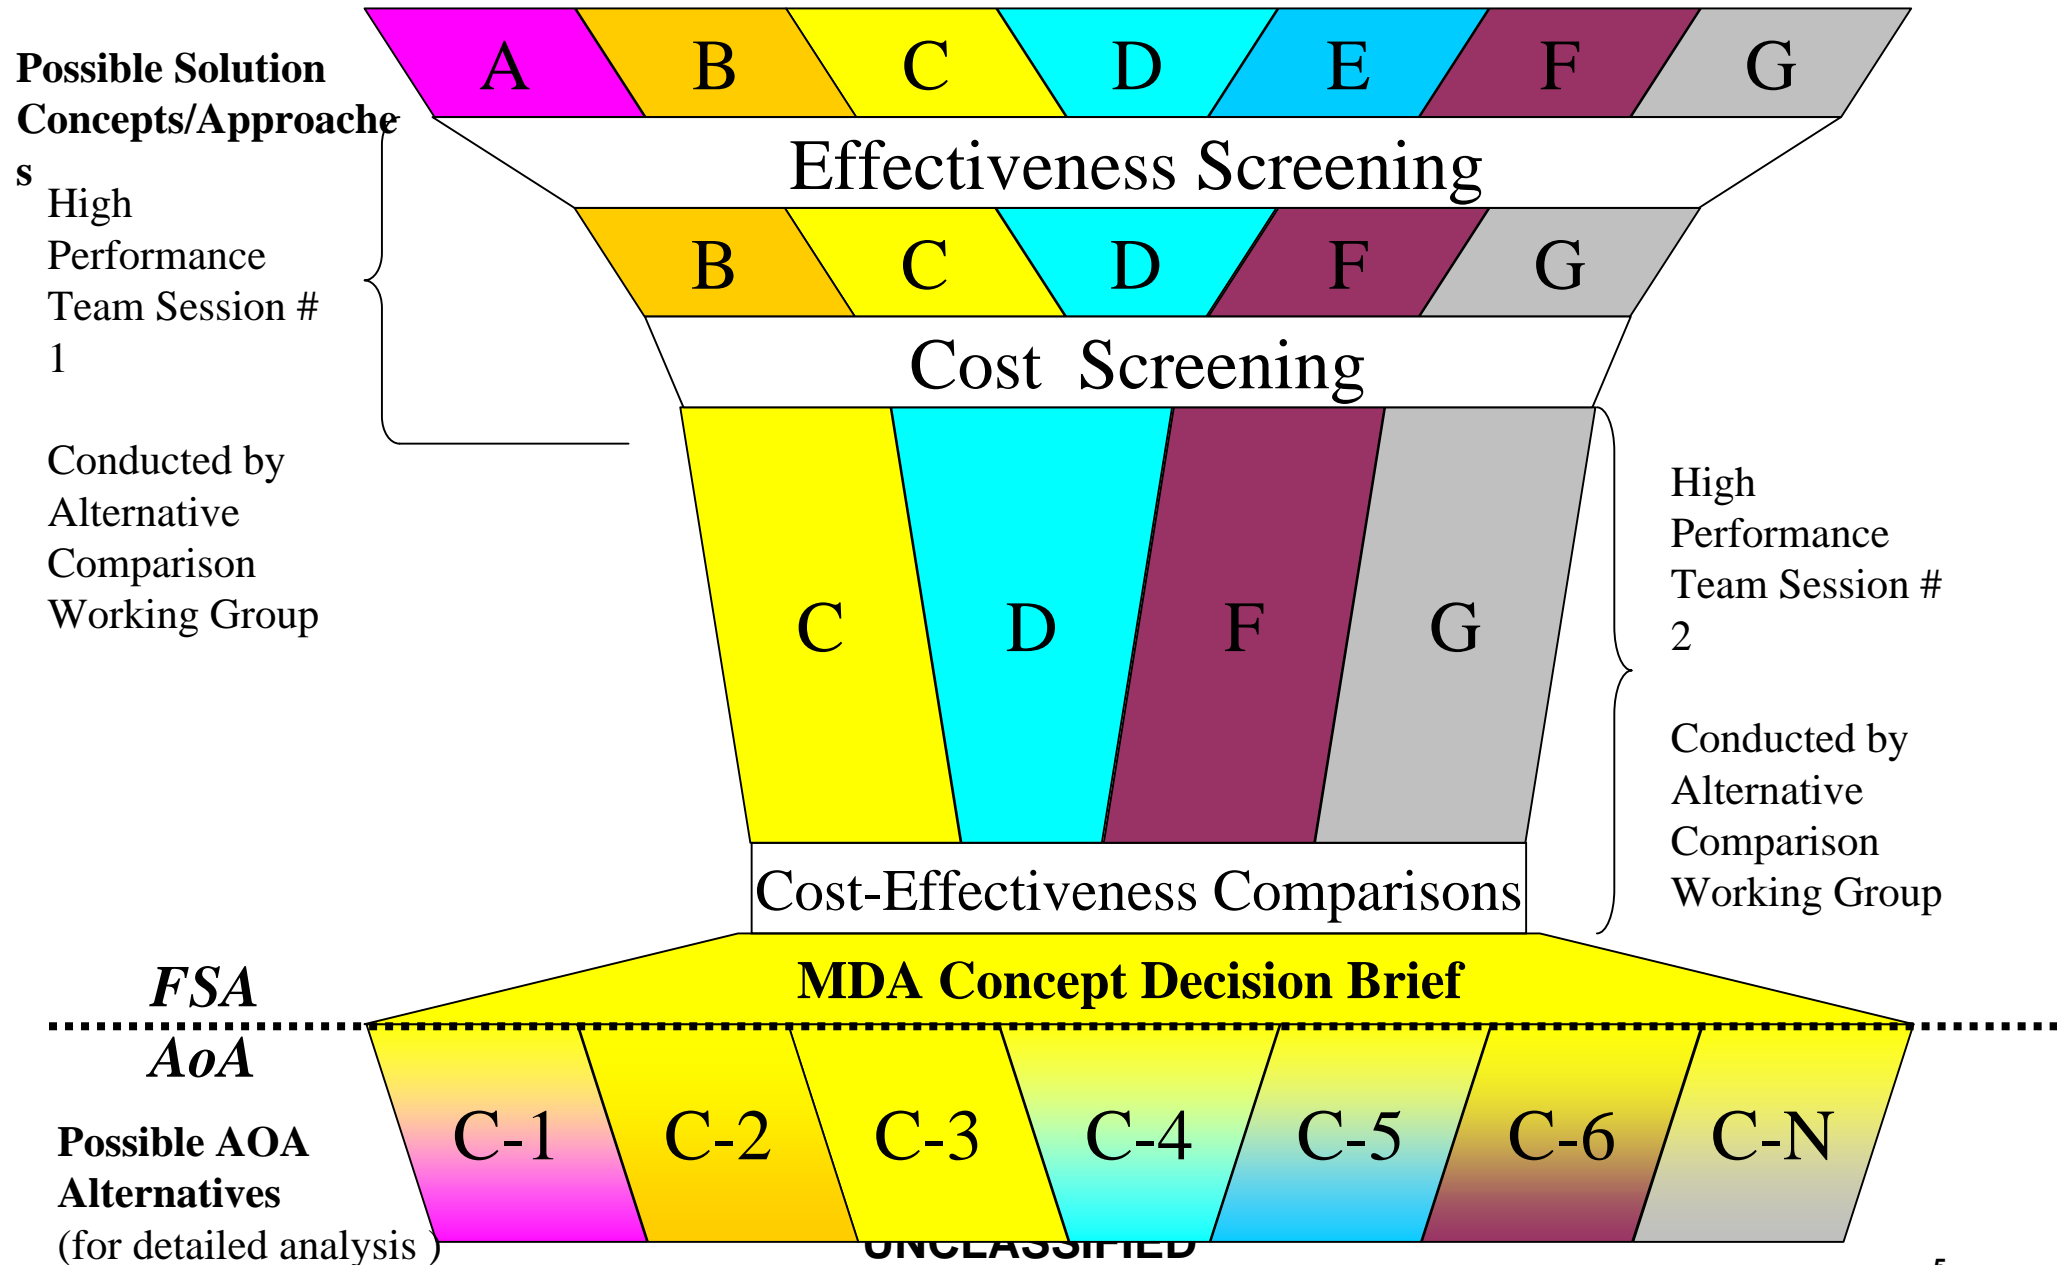 Possible Solution
Concepts/Approache
s
A B C D E F G
Effectiveness Screening
High
Performance
Team Session #
1
B C D F G
Cost Screening
Conducted by
Alternative
Comparison
Working Group
C D F G
High
Performance
Team Session #
2
Conducted by
Alternative
Comparison
Working Group
Cost-Effectiveness Comparisons
MDA Concept Decision Brief
FSA
AoA
C-1 C-2 C-3 C-4 C-5 C-6 C-N
Possible AOA
Alternatives
(for detailed analysis )
UNCLASSIFIED
5